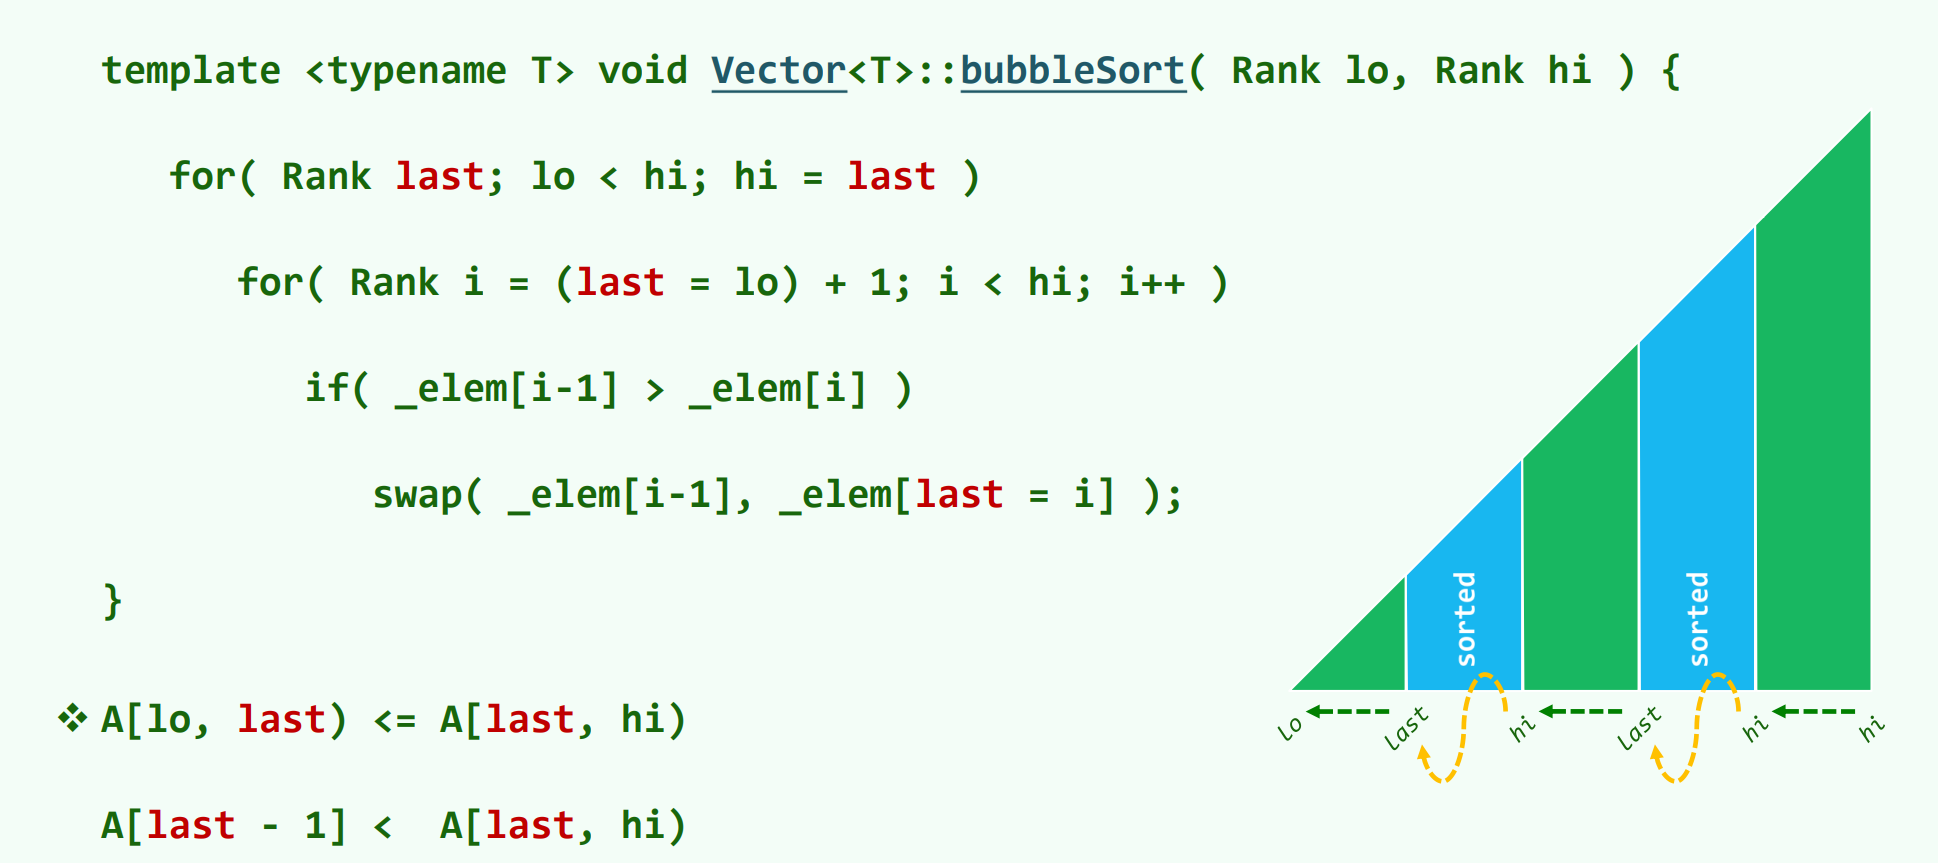 template <typename T> void Vector<T>::bubbleSort( Rank lo, Rank hi ) {
for( Rank last; lo < hi; hi = last )
for( Rank i = (last = lo) + 1; i < hi; i++ )
if( _elem[i-1] > _elem[i] )
swap( _elem[i-1], _elem[last = i] );
}
❖ A[lo, last) <= A[last, hi)
A[last - 1] < A[last, hi)
sorted
sorted
lo
last
hi
last
hi
hi